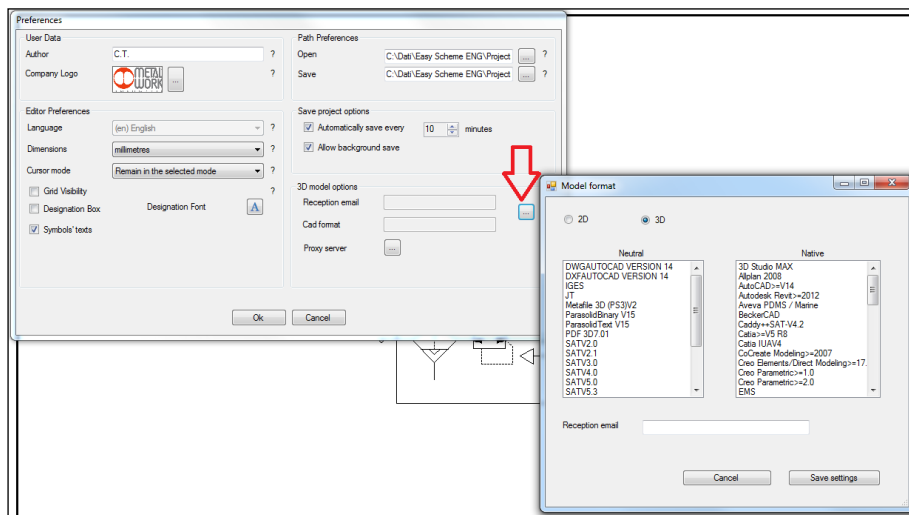 Preferences
User Data
Author C.T. ?
Company Logo METAL WORK ... ?
Editor Preferences
Language (en) English ?
Dimensions millimetres ?
Cursor mode Remain in the selected mode ?
Grid Visibility ?
Designation Box Designation Font A
Symbols' texts
Path Preferences
Open C:\Dati\Easy Scheme ENG\Project ... ?
Save C:\Dati\Easy Scheme ENG\Project ... ?
Save project options
Automatically save every 10 minutes
Allow background save
3D model options
Reception email
...
Cad format
Proxy server ...
Ok Cancel
Model format
2D 3D
Neutral
DWGAUTOCAD VERSION 14
DXFAUTOCAD VERSION 14
IGES
JT
Metafile 3D (PS3)V2
ParasolidBinary V15
ParasolidText V15
PDF 3D7.01
SATV2.0
SATV2.1
SATV3.0
SATV4.0
SATV5.0
SATV5.3
Native
3D Studio MAX
Allplan 2008
AutoCAD>=V14
Autodesk Revit>=2012
Aveva PDMS / Marine
BeckerCAD
Caddy++SAT-V4.2
Catia>=V5 R8
Catia IUAV4
CoCreate Modeling>=2007
Creo Elements/Direct Modeling>=17.
Creo Parametric>=1.0
Creo Parametric>=2.0
EMS
Reception email
Cancel Save settings